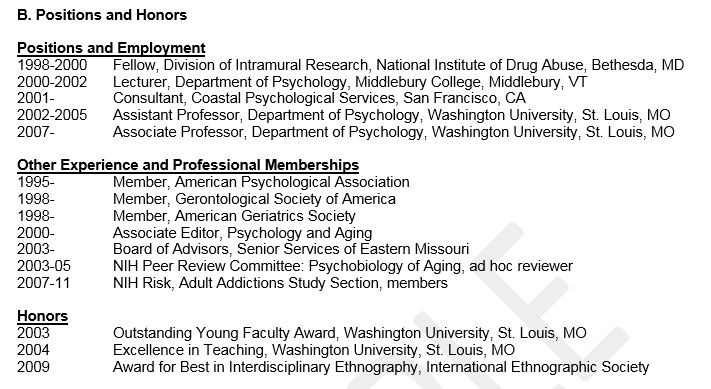 B. Positions and Honors
Positions and Employment
1998-2000 Fellow, Division of Intramural Research, National Institute of Drug Abuse, Bethesda, MD
2000-2002 Lecturer, Department of Psychology, Middlebury College, Middlebury, VT
2001- Consultant, Coastal Psychological Services, San Francisco, CA
2002-2005 Assistant Professor, Department of Psychology, Washington University, St. Louis, MO
2007- Associate Professor, Department of Psychology, Washington University, St. Louis, MO
Other Experience and Professional Memberships
1995- Member, American Psychological Association
1998- Member, Gerontological Society of America
1998- Member, American Geriatrics Society
2000- Associate Editor, Psychology and Aging
2003- Board of Advisors, Senior Services of Eastern Missouri
2003-05 NIH Peer Review Committee: Psychobiology of Aging, ad hoc reviewer
2007-11 NIH Risk, Adult Addictions Study Section, members
Honors
2003 Outstanding Young Faculty Award, Washington University, St. Louis, MO
2004 Excellence in Teaching, Washington University, St. Louis, MO
2009 Award for Best in Interdisciplinary Ethnography, International Ethnographic Society